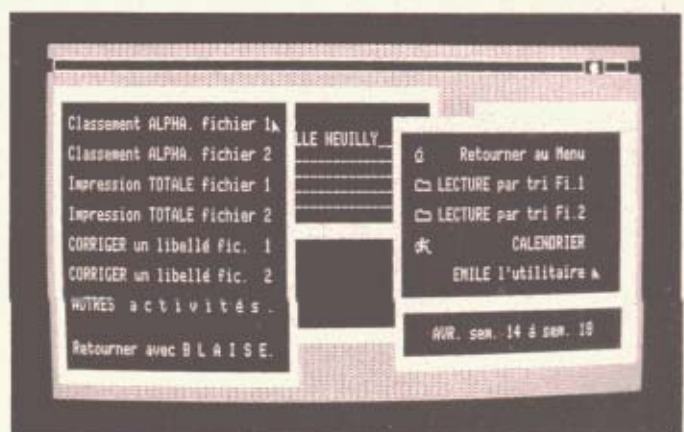 Classement ALPHA. fichier 1
Classement ALPHA. fichier 2
Impression TOTALE fichier 1
Impression TOTALE fichier 2
CORRIGER un libellé fic. 1
CORRIGER un libellé fic. 2
AUTRES activités.
Retourner avec BLAISE.
LLE NEUILLY__
Retourner au Menu
LECTURE par tri Fi.1
LECTURE par tri Fi.2
CALENDRIER
EMILE l'utilitaire
AVR. sem. 14 á sem. 18